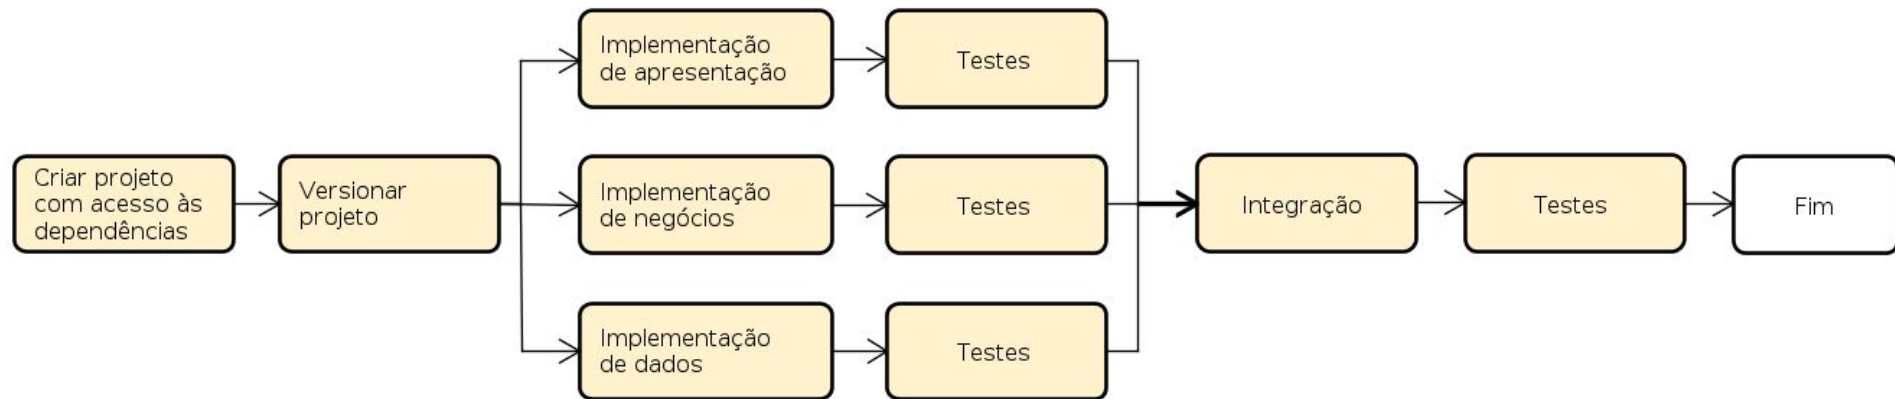 Criar projeto
com acesso às
dependências
Versionar
projeto
Implementação
de apresentação
Testes
Implementação
de negócios
Testes
Implementação
de dados
Testes
Integração
Testes
Fim